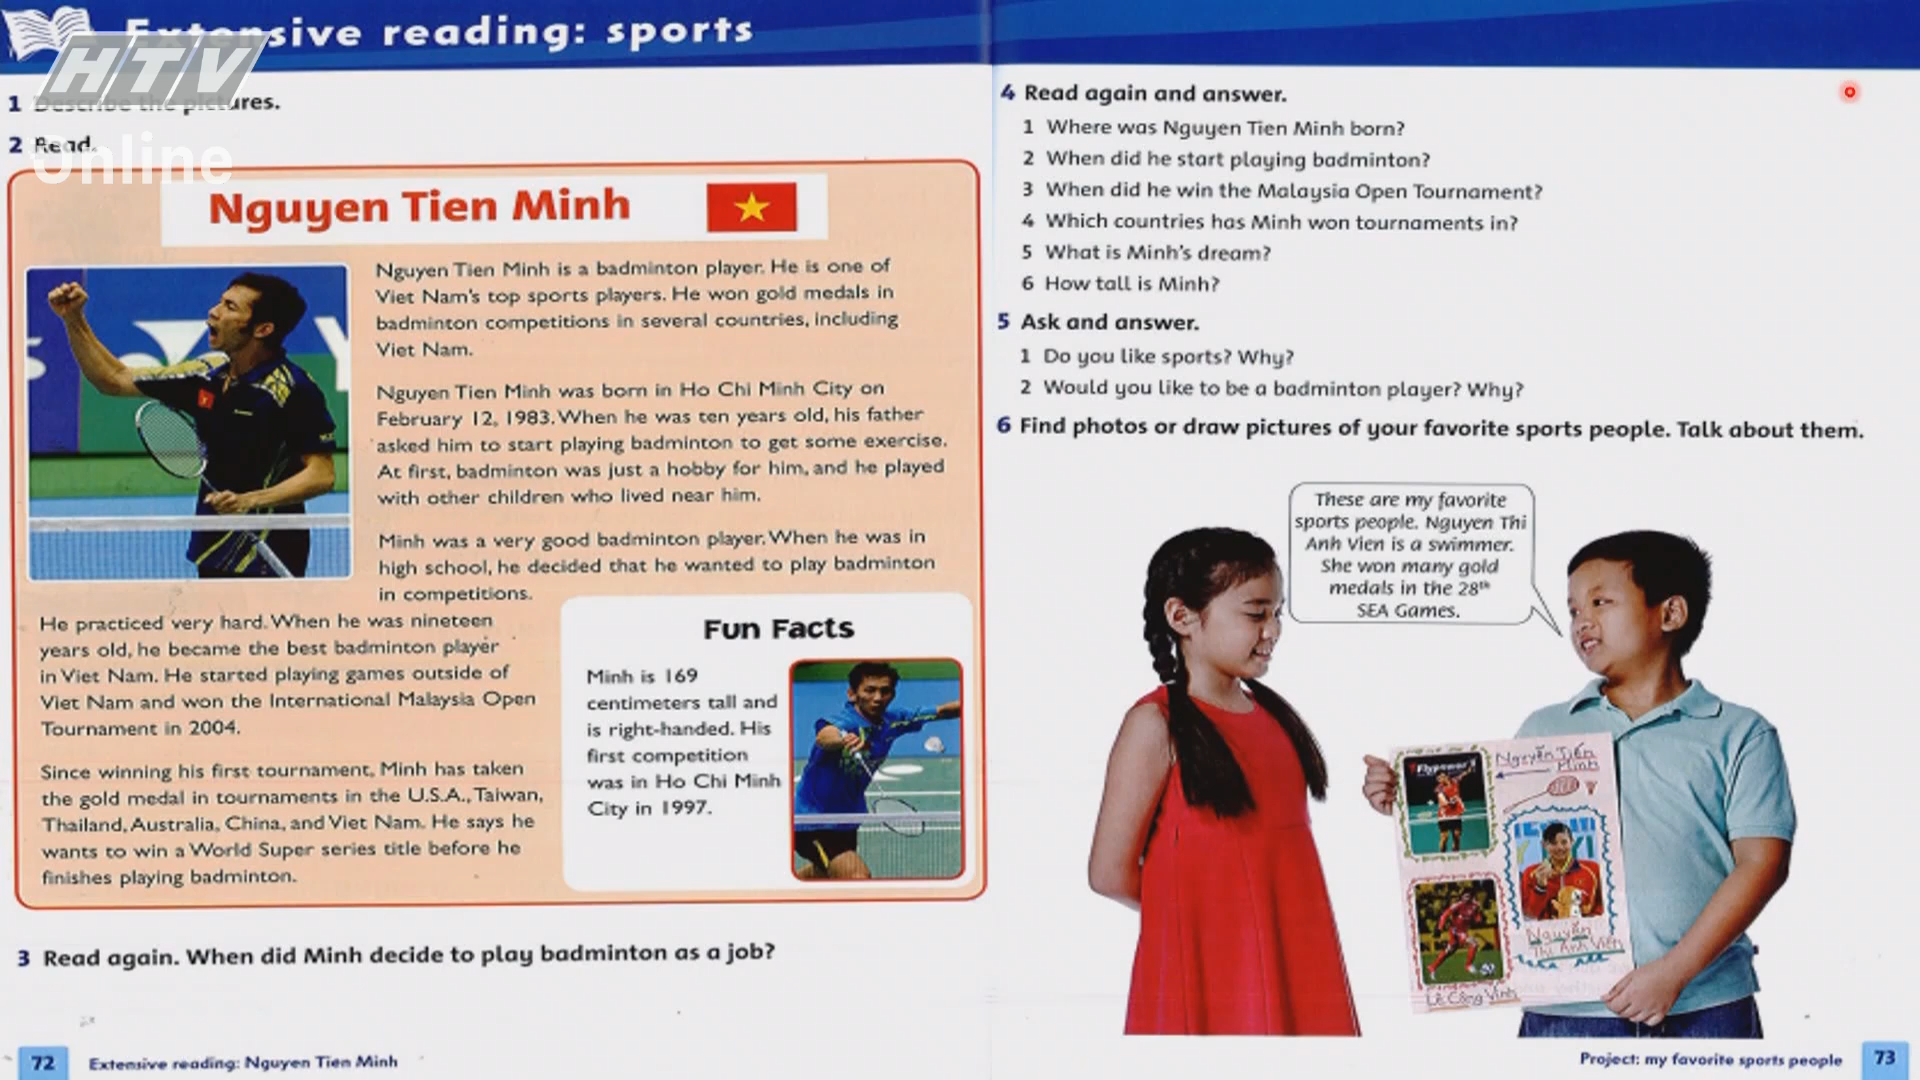 Extensive reading: sports
HTV
Online
1 Describe the pictures.
2 Read.
Nguyen Tien Minh
Nguyen Tien Minh is a badminton player. He is one of
Viet Nam's top sports players. He won gold medals in
badminton competitions in several countries, including
Viet Nam.
Nguyen Tien Minh was born in Ho Chi Minh City on
February 12, 1983. When he was ten years old, his father
asked him to start playing badminton to get some exercise.
At first, badminton was just a hobby for him, and he played
with other children who lived near him.
Minh was a very good badminton player. When he was in
high school, he decided that he wanted to play badminton
in competitions.
He practiced very hard. When he was nineteen
years old, he became the best badminton player
in Viet Nam. He started playing games outside of
Viet Nam and won the International Malaysia Open
Tournament in 2004.
Since winning his first tournament, Minh has taken
the gold medal in tournaments in the U.S.A., Taiwan,
Thailand, Australia, China, and Viet Nam. He says he
wants to win a World Super series title before he
finishes playing badminton.
Fun Facts
Minh is 169
centimeters tall and
is right-handed. His
first competition
was in Ho Chi Minh
City in 1997.
3 Read again. When did Minh decide to play badminton as a job?
72 Extensive reading: Nguyen Tien Minh
4 Read again and answer.
1 Where was Nguyen Tien Minh born?
2 When did he start playing badminton?
3 When did he win the Malaysia Open Tournament?
4 Which countries has Minh won tournaments in?
5 What is Minh's dream?
6 How tall is Minh?
5 Ask and answer.
1 Do you like sports? Why?
2 Would you like to be a badminton player? Why?
6 Find photos or draw pictures of your favorite sports people. Talk about them.
These are my favorite
sports people. Nguyen Thi
Anh Vien is a swimmer.
She won many gold
medals in the 28th
SEA Games.
Nguyễn Tiến
Minh
Flypower
Nguyễn
Thị Ánh Viên
Lê Công Vinh
Project: my favorite sports people 73